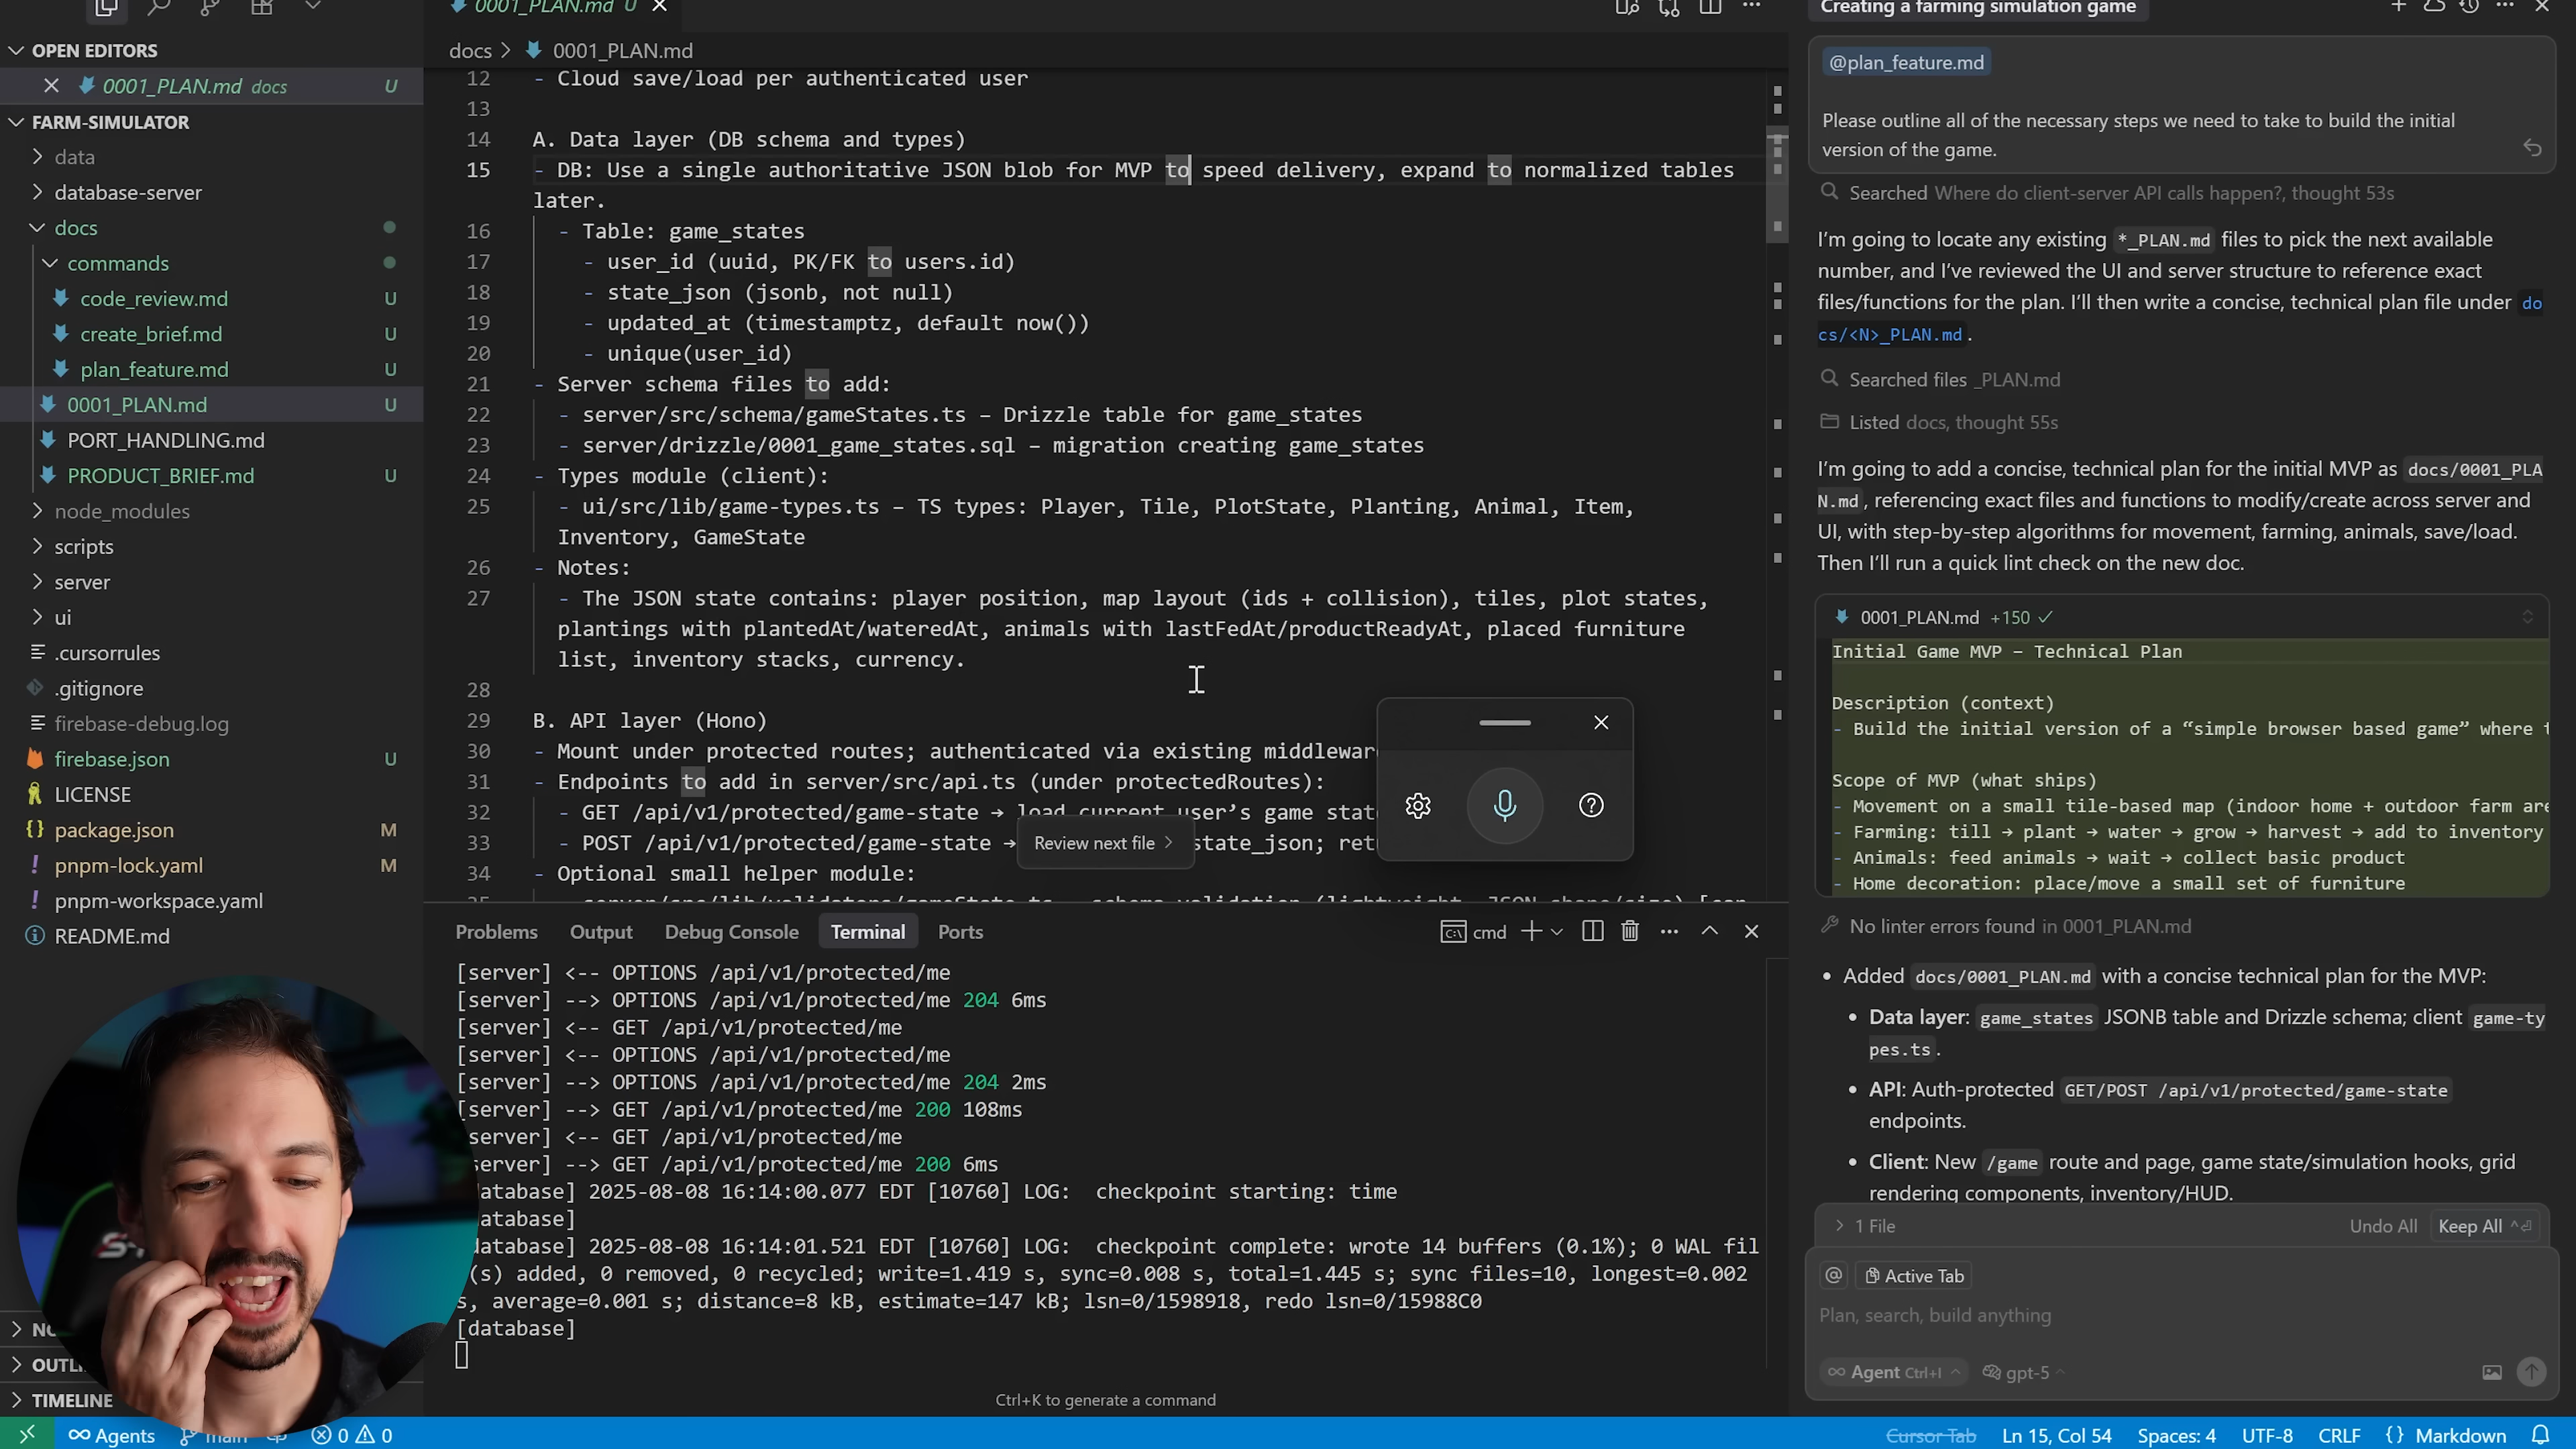 OPEN EDITORS
0001_PLAN.md docs U
FARM-SIMULATOR
data
database-server
docs
commands
code_review.md U
create_brief.md U
plan_feature.md U
0001_PLAN.md U
PORT_HANDLING.md
PRODUCT_BRIEF.md U
node_modules
scripts
server
ui
.cursorrules
.gitignore
firebase-debug.log
firebase.json U
LICENSE
package.json M
pnpm-lock.yaml M
pnpm-workspace.yaml
README.md
TIMELINE
0001_PLAN.md U
docs > 0001_PLAN.md
12 - Cloud save/load per authenticated user
13
14 A. Data layer (DB schema and types)
15 - DB: Use a single authoritative JSON blob for MVP to speed delivery, expand to normalized tables
later.
16 - Table: game_states
17 - user_id (uuid, PK/FK to users.id)
18 - state_json (jsonb, not null)
19 - updated_at (timestamptz, default now())
20 - unique(user_id)
21 - Server schema files to add:
22 - server/src/schema/gameStates.ts – Drizzle table for game_states
23 - server/drizzle/0001_game_states.sql – migration creating game_states
24 - Types module (client):
25 - ui/src/lib/game-types.ts – TS types: Player, Tile, PlotState, Planting, Animal, Item,
Inventory, GameState
26 - Notes:
27 - The JSON state contains: player position, map layout (ids + collision), tiles, plot states,
plantings with plantedAt/wateredAt, animals with lastFedAt/productReadyAt, placed furniture
list, inventory stacks, currency.
28
29 B. API layer (Hono)
30 - Mount under protected routes; authenticated via existing
31 - Endpoints to add in server/src/api.ts (under protectedRoutes):
32 - GET /api/v1/protected/game-state → load current user’s game
33 - POST /api/v1/protected/game-state → state_json;
Review next file >
34 - Optional small helper module:
Problems Output Debug Console Terminal Ports
cmd
[server] <-- OPTIONS /api/v1/protected/me
[server] --> OPTIONS /api/v1/protected/me 204 6ms
[server] <-- GET /api/v1/protected/me
[server] <-- OPTIONS /api/v1/protected/me
[server] --> OPTIONS /api/v1/protected/me 204 2ms
[server] --> GET /api/v1/protected/me 200 108ms
server] <-- GET /api/v1/protected/me
server] --> GET /api/v1/protected/me 200 6ms
atabase] 2025-08-08 16:14:00.077 EDT [10760] LOG:  checkpoint starting: time
atabase]
atabase] 2025-08-08 16:14:01.521 EDT [10760] LOG:  checkpoint complete: wrote 14 buffers (0.1%); 0 WAL fil
(s) added, 0 removed, 0 recycled; write=1.419 s, sync=0.008 s, total=1.445 s; sync files=10, longest=0.002
s, average=0.001 s; distance=8 kB, estimate=147 kB; lsn=0/1598918, redo lsn=0/15988C0
[database]
Ctrl+K to generate a command
Creating a farming simulation game
@plan_feature.md
Please outline all of the necessary steps we need to take to build the initial
version of the game.
Searched Where do client-server API calls happen?, thought 53s
I’m going to locate any existing *_PLAN.md files to pick the next available
number, and I’ve reviewed the UI and server structure to reference exact
files/functions for the plan. I’ll then write a concise, technical plan file under do
cs/<N>_PLAN.md.
Searched files _PLAN.md
Listed docs, thought 55s
I’m going to add a concise, technical plan for the initial MVP as docs/0001_PLA
N.md, referencing exact files and functions to modify/create across server and
UI, with step-by-step algorithms for movement, farming, animals, save/load.
Then I’ll run a quick lint check on the new doc.
0001_PLAN.md +150
Initial Game MVP – Technical Plan
Description (context)
- Build the initial version of a “simple browser based game” where
Scope of MVP (what ships)
- Movement on a small tile-based map (indoor home + outdoor farm
- Farming: till → plant → water → grow → harvest → add to inventory
- Animals: feed animals → wait → collect basic product
- Home decoration: place/move a small set of furniture
No linter errors found in 0001_PLAN.md
• Added docs/0001_PLAN.md with a concise technical plan for the MVP:
• Data layer: game_states JSONB table and Drizzle schema; client game-ty
pes.ts.
• API: Auth-protected GET/POST /api/v1/protected/game-state
endpoints.
• Client: New /game route and page, game state/simulation hooks, grid
rendering components, inventory/HUD.
> 1 File Undo All Keep All
@ Active Tab
Plan, search, build anything
Agent Ctrl+I gpt-5
Agents main 0 0
Cursor Tab Ln 15, Col 54 Spaces: 4 UTF-8 CRLF {} Markdown